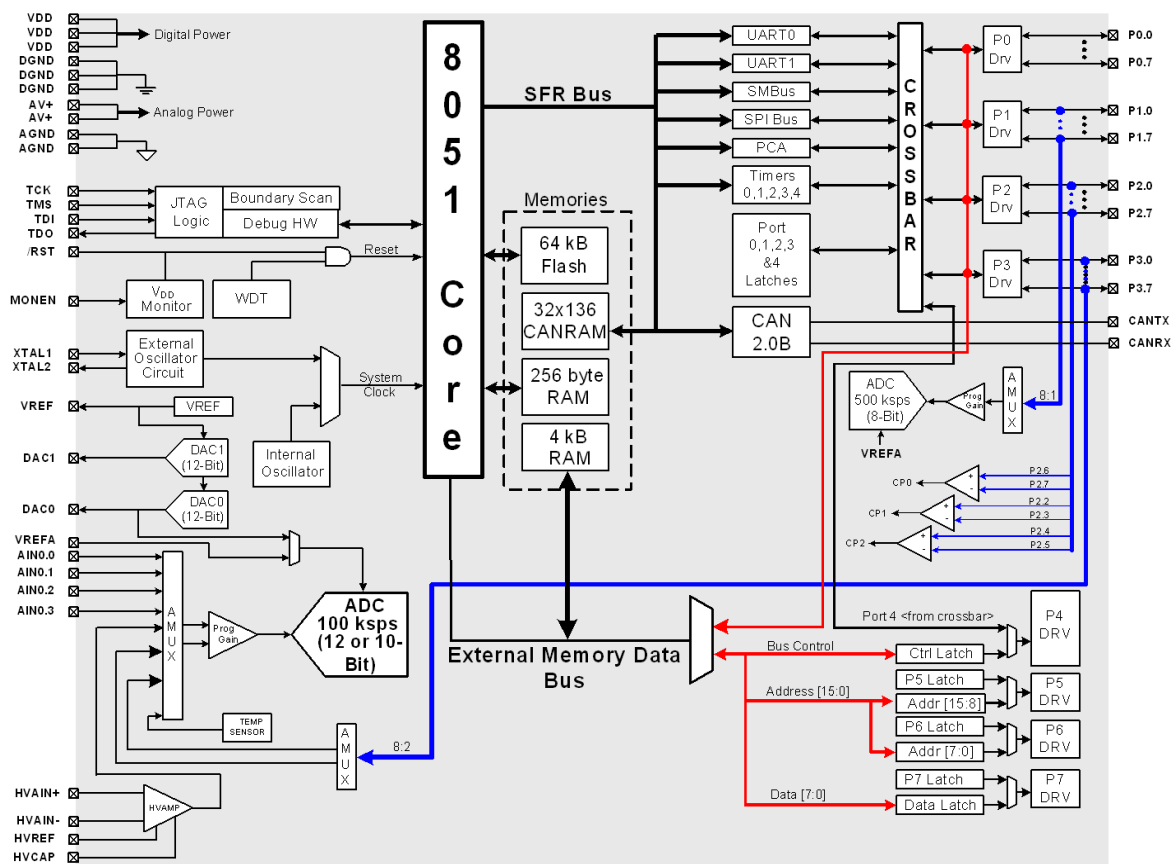 VDD
VDD
VDD
Digital Power
DGND
DGND
DGND
AV+
AV+
Analog Power
AGND
AGND
TCK
TMS
TDI
TDO
JTAG
Logic
Boundary Scan
Debug HW
/RST
Reset
MONEN
VDD
Monitor
WDT
XTAL1
XTAL2
External
Oscillator
Circuit
System
Clock
VREF
VREF
DAC1
DAC1
(12-Bit)
Internal
Oscillator
DAC0
DAC0
(12-Bit)
VREFA
AIN0.0
AIN0.1
AIN0.2
AIN0.3
AMUX
Prog
Gain
ADC
100 ksps
(12 or 10-
Bit)
TEMP
SENSOR
AMUX
8:2
HVAIN+
HVAIN-
HVREF
HVCAP
HVAMP
8051 Core
SFR Bus
Memories
64 kB
Flash
32x136
CANRAM
256 byte
RAM
4 kB
RAM
External Memory Data
Bus
UART0
UART1
SMBus
SPI Bus
PCA
Timers
0,1,2,3,4
Port
0,1,2,3
&4
Latches
CAN
2.0B
CROSSBAR
P0
Drv
P1
Drv
P2
Drv
P3
Drv
P0.0
P0.7
P1.0
P1.7
P2.0
P2.7
P3.0
P3.7
CANTX
CANRX
ADC
500 ksps
(8-Bit)
Prog
Gain
AMUX
8:1
VREFA
CP0
+
-
P2.6
P2.7
CP1
+
-
P2.2
P2.3
CP2
+
-
P2.4
P2.5
Port 4 <from crossbar>
Bus Control
Ctrl Latch
P4
DRV
Address [15:0]
P5 Latch
Addr [15:8]
P5
DRV
P6 Latch
Addr [7:0]
P6
DRV
Data [7:0]
P7 Latch
Data Latch
P7
DRV